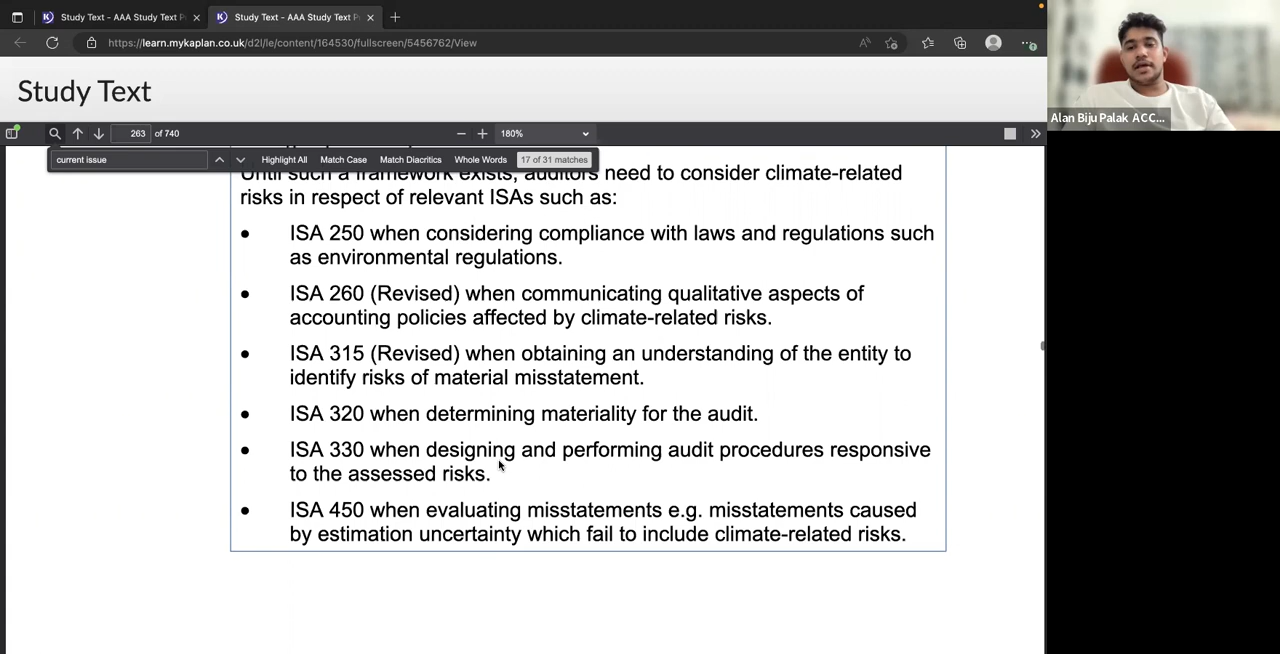 Study Text - AAA Study Text P
Study Text - AAA Study Text P
https://learn.mykaplan.co.uk/d2l/le/content/164530/fullscreen/5456762/View
Study Text
263 of 740
180%
current issue
Highlight All
Match Case
Match Diacritics
Whole Words
17 of 31 matches
Until such a framework exists, auditors need to consider climate-related
risks in respect of relevant ISAs such as:
• ISA 250 when considering compliance with laws and regulations such
as environmental regulations.
• ISA 260 (Revised) when communicating qualitative aspects of
accounting policies affected by climate-related risks.
• ISA 315 (Revised) when obtaining an understanding of the entity to
identify risks of material misstatement.
• ISA 320 when determining materiality for the audit.
• ISA 330 when designing and performing audit procedures responsive
to the assessed risks.
• ISA 450 when evaluating misstatements e.g. misstatements caused
by estimation uncertainty which fail to include climate-related risks.
Alan Biju Palak ACC...